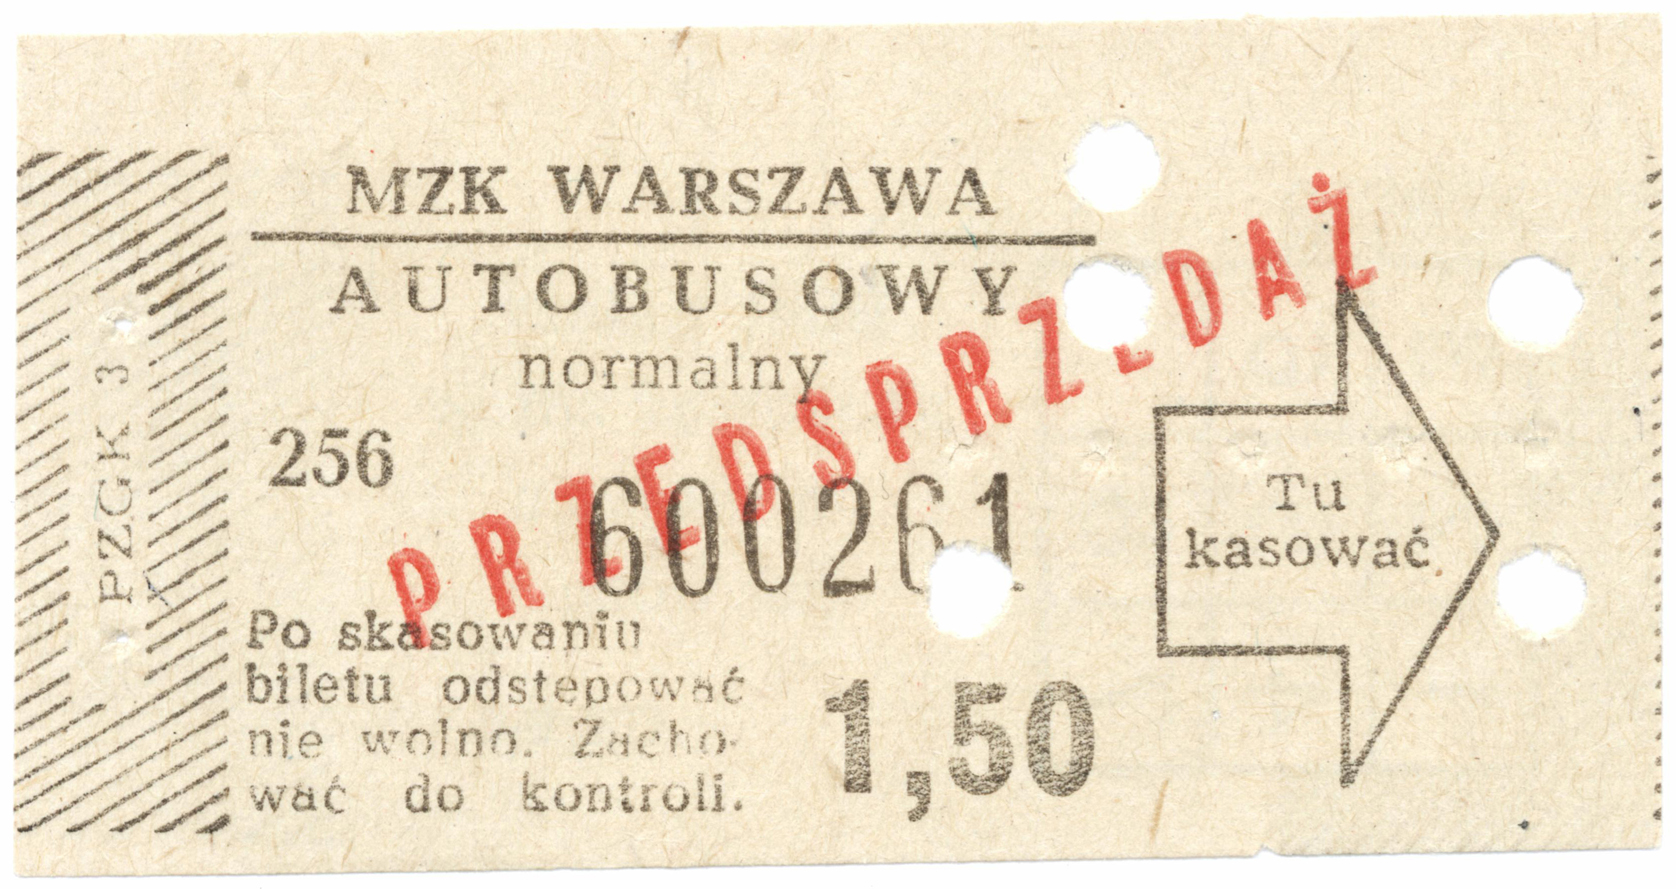 MZK WARSZAWA
AUTOBUSOWY
normalny
256
600261
PRZEDSPRZEDAŻ
Po skasowaniu
biletu odstępować
nie wolno. Zacho-
wać do kontroli.
1,50
Tu
kasować
PZGK 3